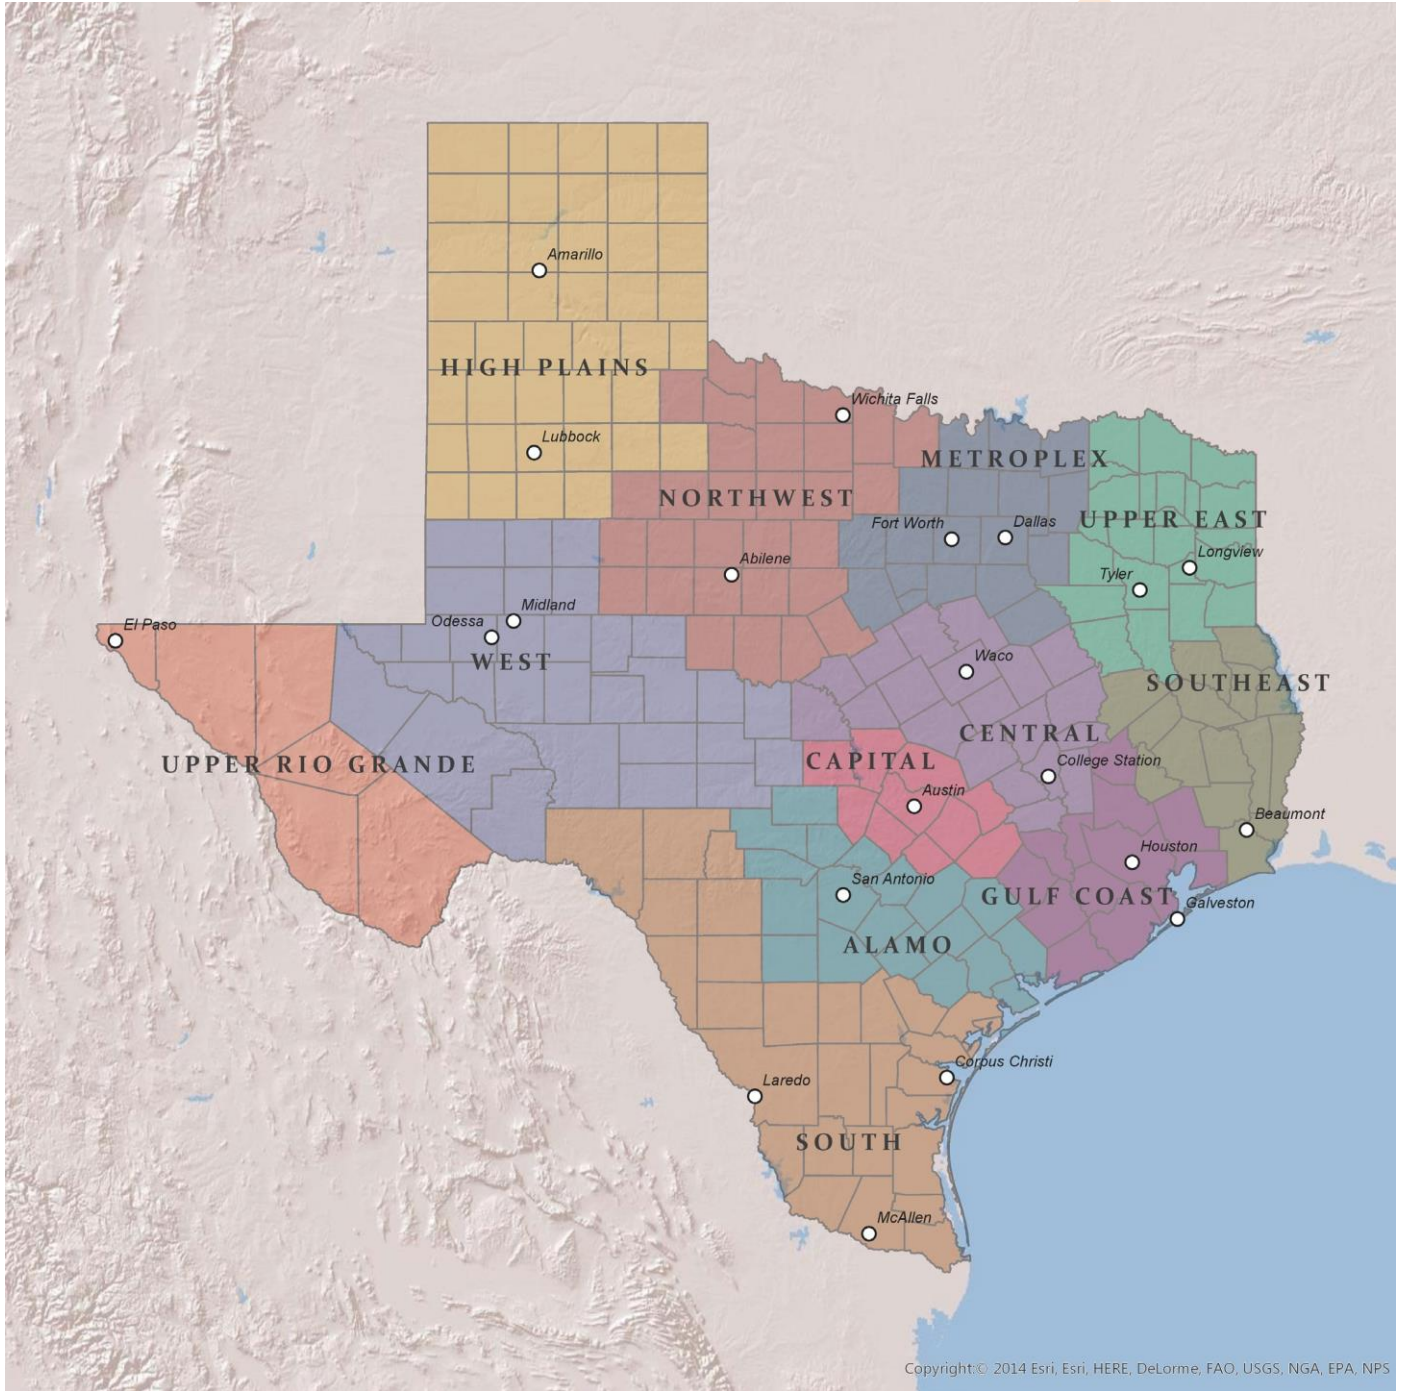 Amarillo
HIGH PLAINS
Wichita Falls
Lubbock
METROPLEX
NORTHWEST
UPPER EAST
Fort Worth
Dallas
Longview
Abilene
Tyler
Midland
Odessa
El Paso
WEST
Waco
SOUTHEAST
CENTRAL
UPPER RIO GRANDE
CAPITAL
College Station
Austin
Beaumont
Houston
San Antonio
GULF COAST
Galveston
ALAMO
Corpus Christi
Laredo
SOUTH
McAllen
Copyright:© 2014 Esri, Esri, HERE, DeLorme, FAO, USGS, NGA, EPA, NPS